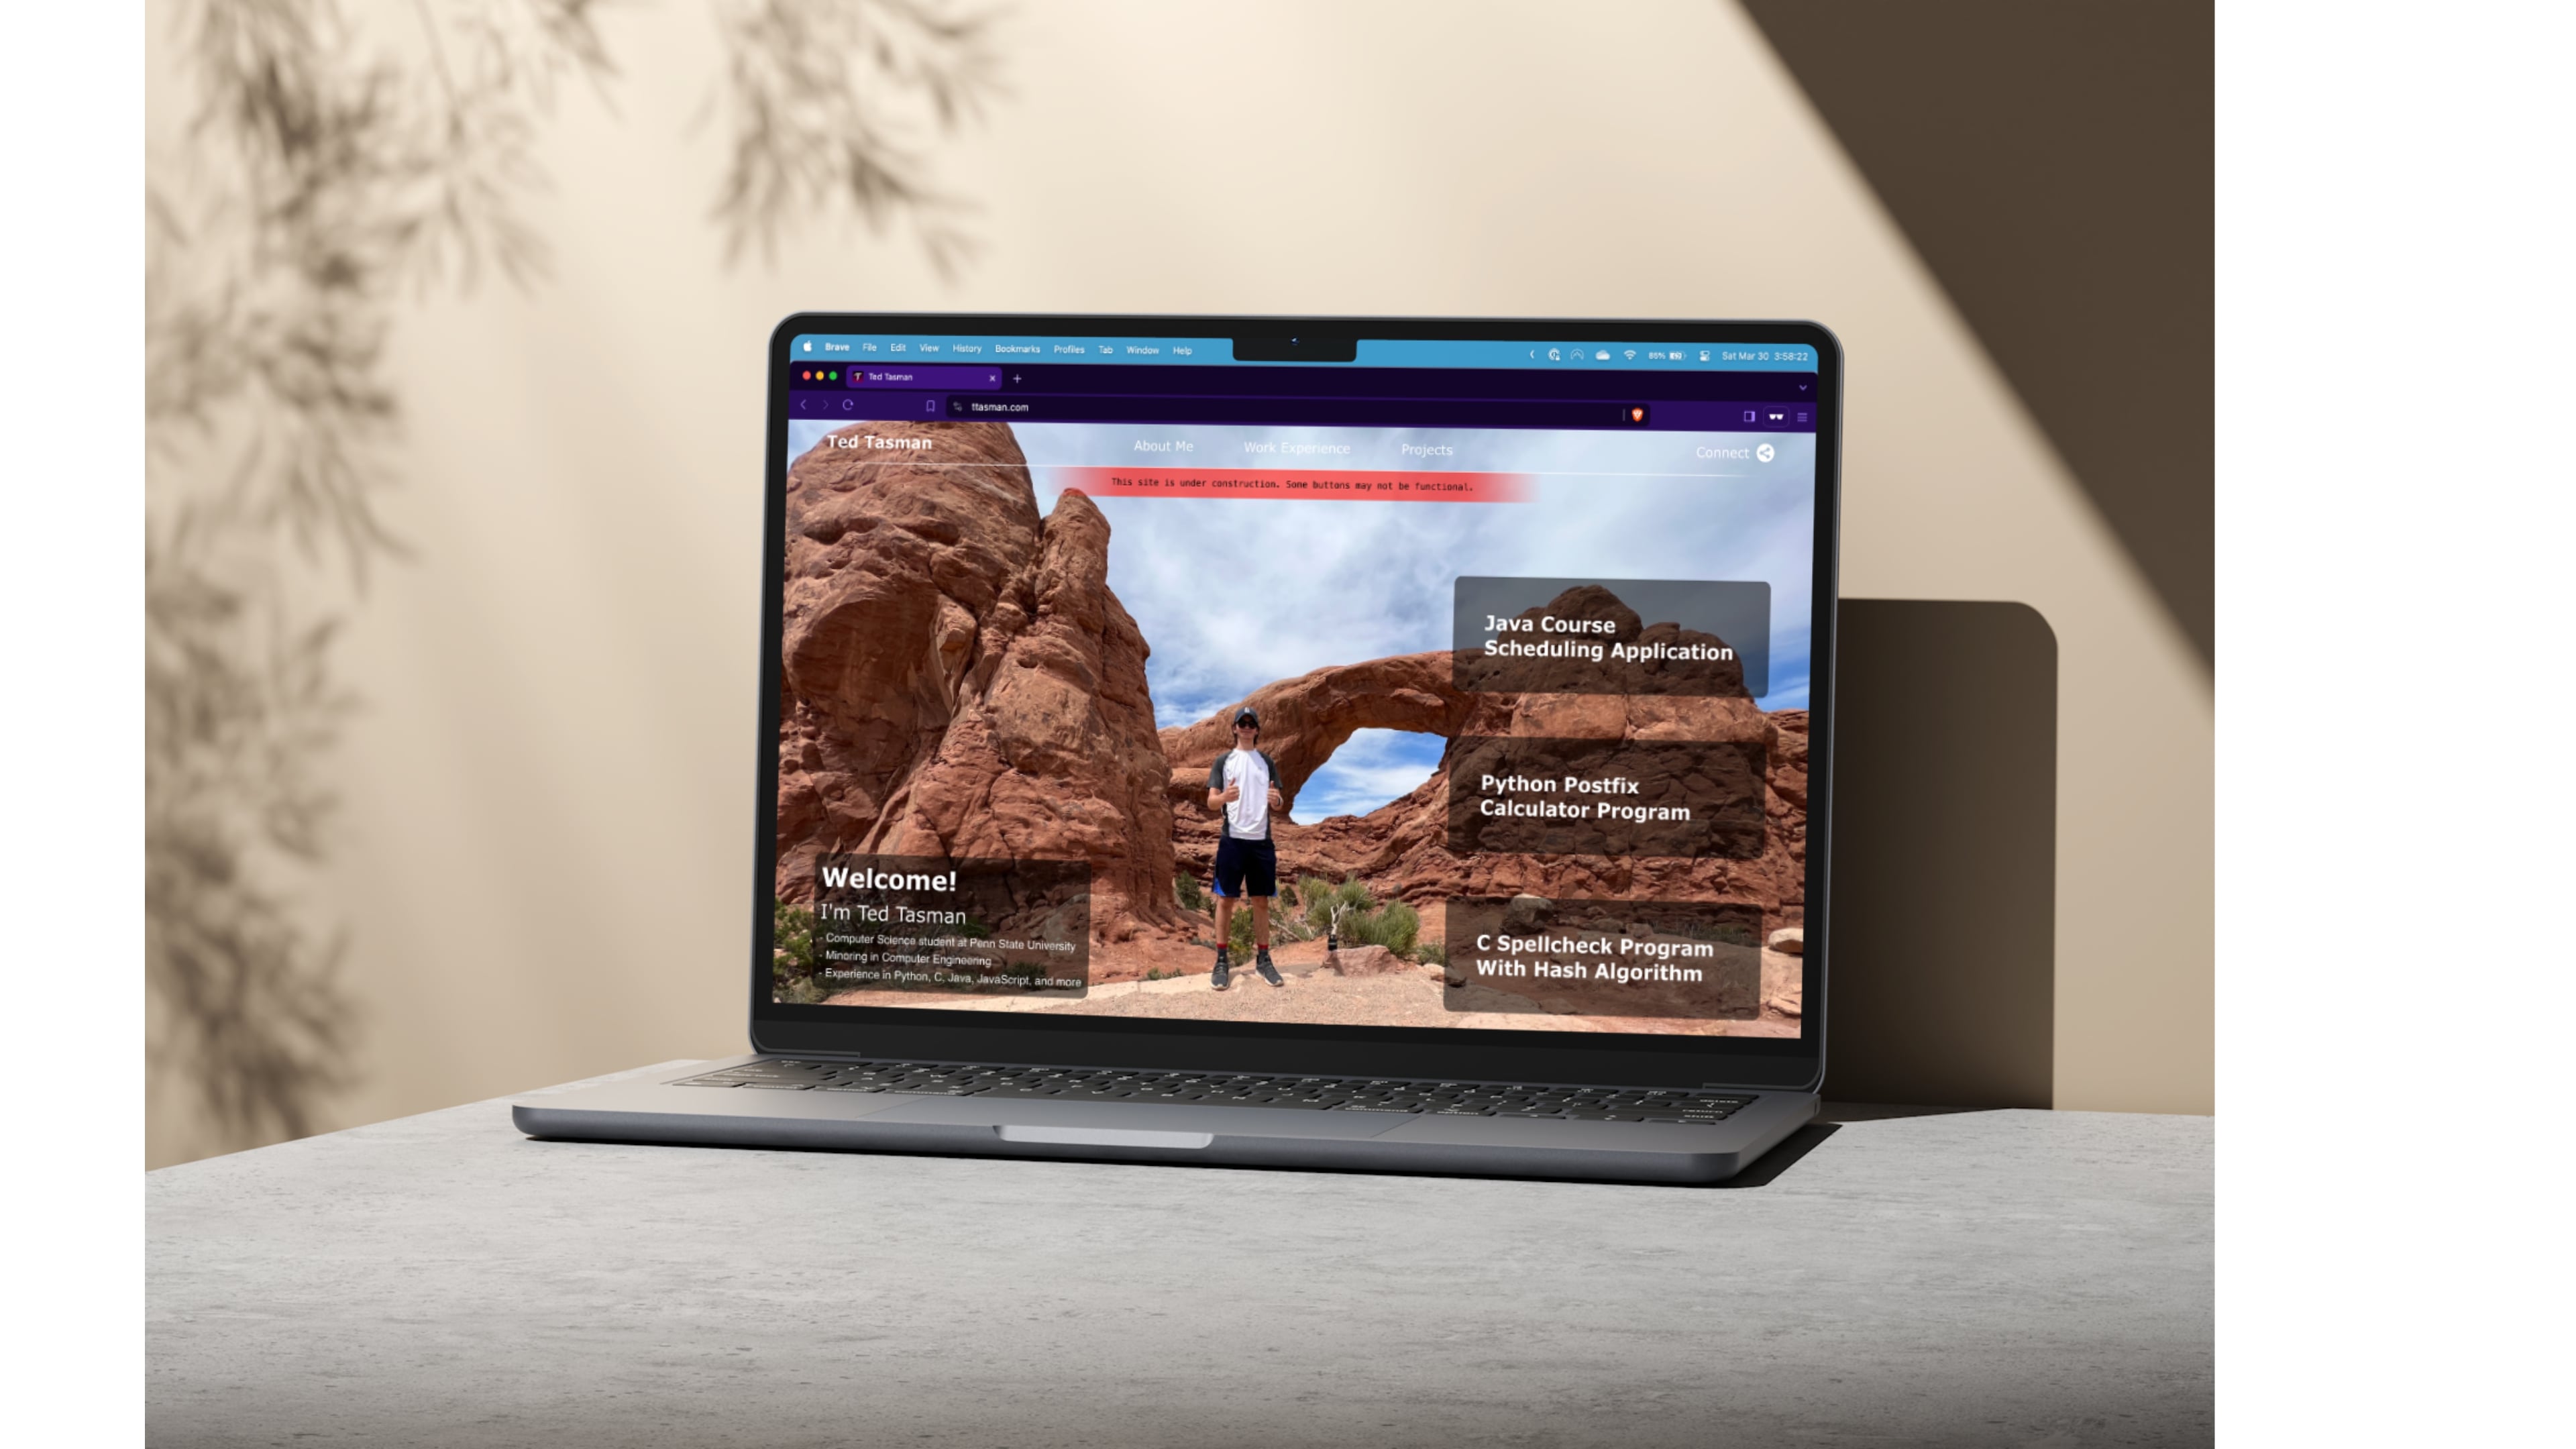 Brave File Edit View History Bookmarks Profiles Tab Window Help
86% Sat Mar 30 3:58:22
Ted Tasman
ttasman.com
Ted Tasman About Me Work Experience Projects Connect
This site is under construction. Some buttons may not be functional.
Java Course
Scheduling Application
Python Postfix
Calculator Program
C Spellcheck Program
With Hash Algorithm
Welcome!
I'm Ted Tasman
- Computer Science student at Penn State University
- Minoring in Computer Engineering
- Experience in Python, C, Java, JavaScript, and more